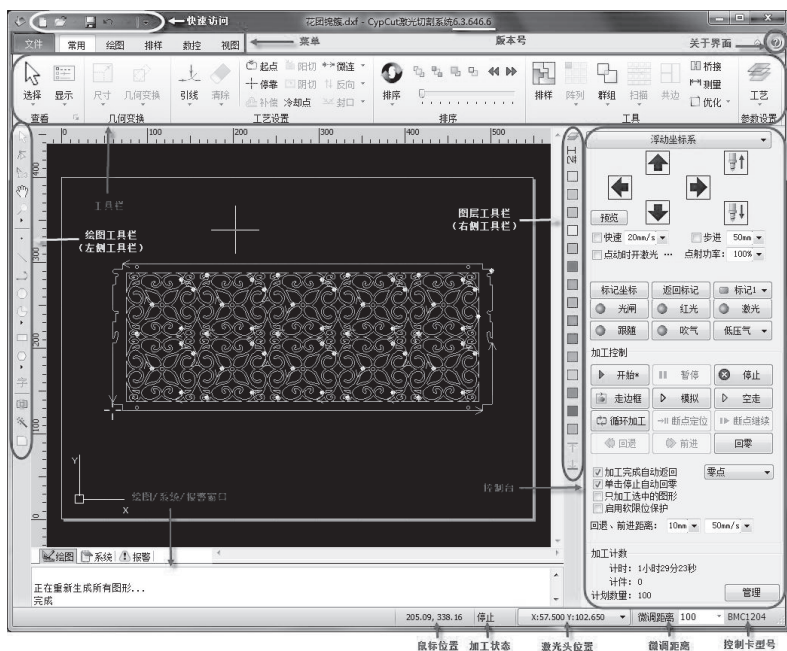 快速访问
花团锦簇.dxf - CypCut激光切割系统6.3.646.6
文件 常用 绘图 排样 数控 视图
菜单
版本号
关于界面
选择 显示 尺寸 几何变换 引线 清除
起点 阳切 微连
停靠 阴切 反向
补偿 冷却点 封口
排序 排样 阵列 群组 扫描 共边
桥接
测量
优化
工艺
查看 几何变换 工艺设置 排序 工具 参数设置
0 100 200 300 400 500
400
300
200
100
0
工具栏
绘图工具栏
(左侧工具栏)
图层工具栏
(右侧工具栏)
Y
X
绘图/系统/报警窗口
控制台
浮动坐标系
预览
快速 20mm/s 步进 50mm
点动时开激光 ... 点射功率: 100%
标记坐标 返回标记 标记1
光闸 红光 激光
跟随 吹气 低压气
加工控制
开始* 暂停 停止
走边框 模拟 空走
循环加工 断点定位 断点继续
回退 前进 回零
加工完成自动返回 零点
单击停止自动回零
只加工选中的图形
启用软限位保护
回退、前进距离: 10mm 50mm/s
加工计数
计时: 1小时29分23秒
计件: 0
计划数量: 100
管理
绘图 系统 报警
正在重新生成所有图形...
完成
205.09, 338.16 停止 X:57.500 Y:102.650 微调距离 100 BMC1204
鼠标位置 加工状态 激光头位置 微调距离 控制卡型号